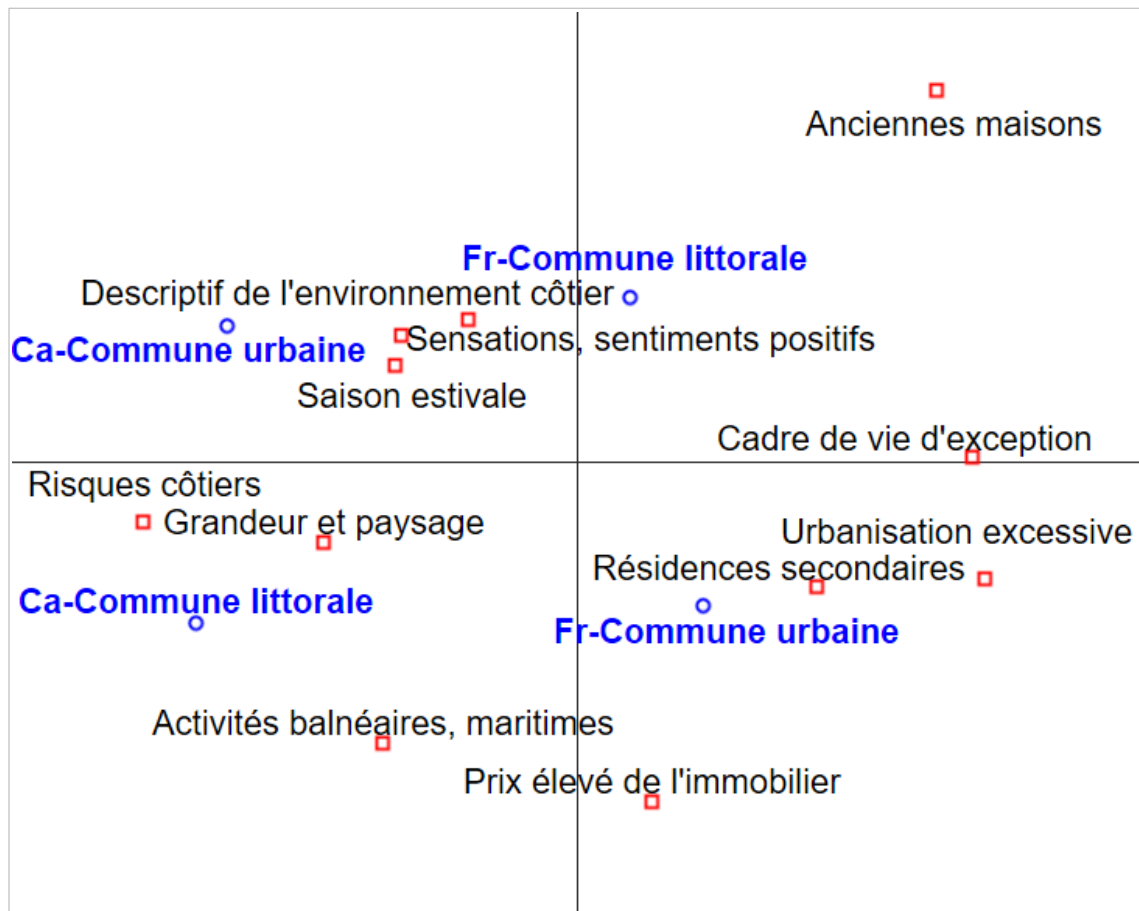 Anciennes maisons
Fr-Commune littorale
Descriptif de l'environnement côtier
Sensations, sentiments positifs
Ca-Commune urbaine
Saison estivale
Cadre de vie d'exception
Risques côtiers
Grandeur et paysage
Urbanisation excessive
Résidences secondaires
Ca-Commune littorale
Fr-Commune urbaine
Activités balnéaires, maritimes
Prix élevé de l'immobilier